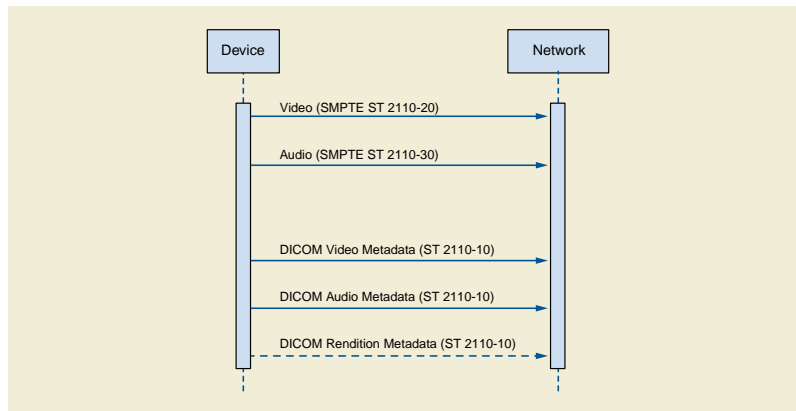 Device
Network
Video (SMPTE ST 2110-20)
Audio (SMPTE ST 2110-30)
DICOM Video Metadata (ST 2110-10)
DICOM Audio Metadata (ST 2110-10)
DICOM Rendition Metadata (ST 2110-10)